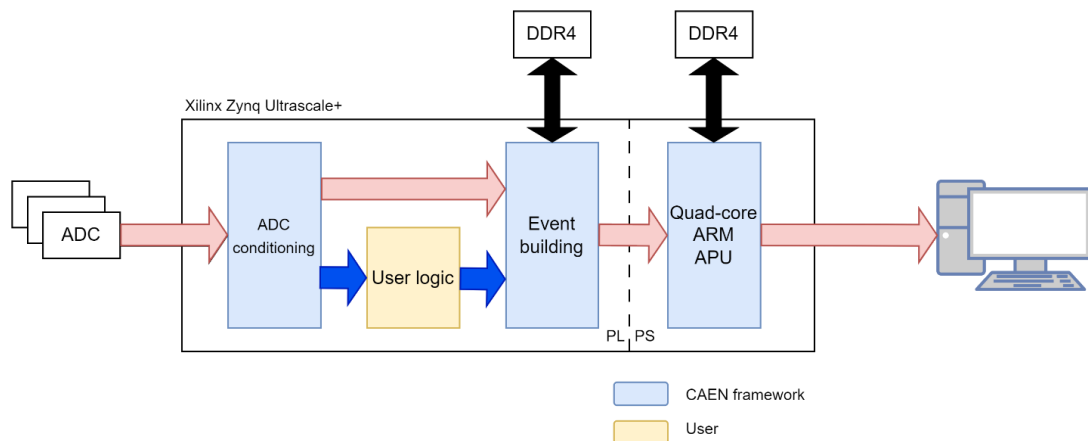 DDR4
DDR4
Xilinx Zynq Ultrascale+
ADC
ADC
conditioning
User logic
Event
building
Quad-core
ARM
APU
PL
PS
CAEN framework
User